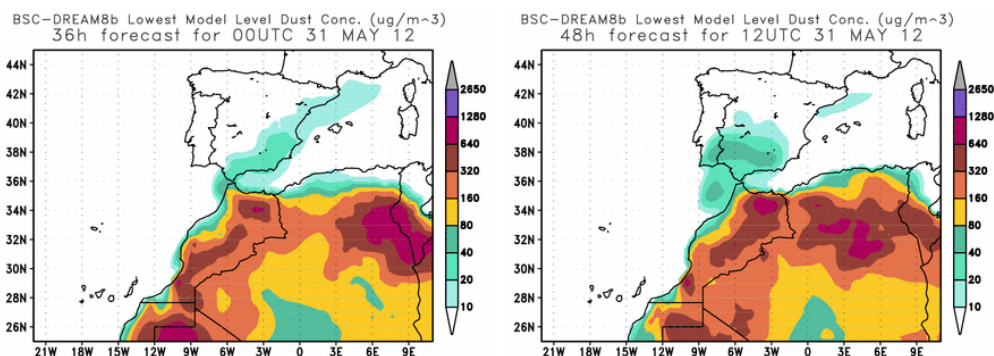 BSC-DREAM8b Lowest Model Level Dust Conc. (ug/m^3)
36h forecast for 00UTC 31 MAY 12
44N
42N
40N
38N
36N
34N
32N
30N
28N
26N
21W 18W 15W 12W 9W 6W 3W 0 3E 6E 9E
2650
1280
640
320
160
80
40
20
10
BSC-DREAM8b Lowest Model Level Dust Conc. (ug/m^3)
48h forecast for 12UTC 31 MAY 12
44N
42N
40N
38N
36N
34N
32N
30N
28N
26N
21W 18W 15W 12W 9W 6W 3W 0 3E 6E 9E
2650
1280
640
320
160
80
40
20
10